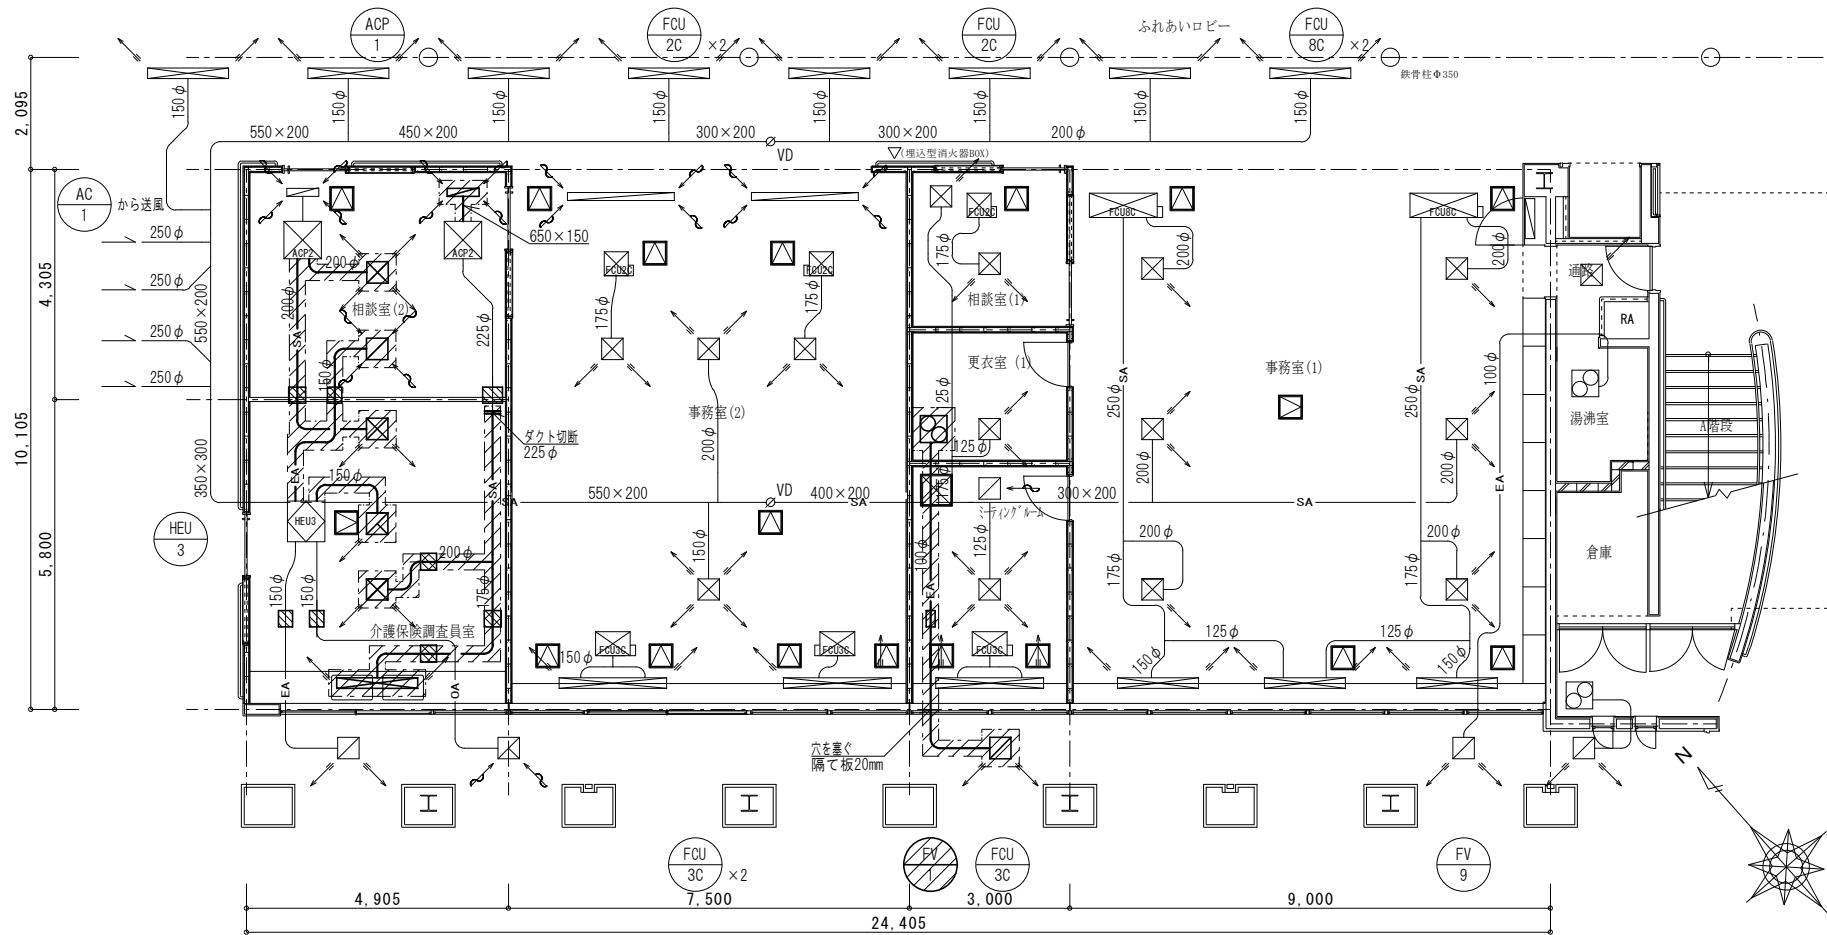 ACP
1
FCU
2C
×2
FCU
2C
FCU
8C
×2
ふれあいロビー
鉄骨柱Φ350
150φ
150φ
150φ
150φ
150φ
150φ
150φ
150φ
2,095
550×200
450×200
300×200
300×200
200φ
VD
(埋込型消火器BOX)
AC
1
から送風
250φ
250φ
250φ
250φ
550×200
350×300
4,305
10,105
5,800
ACP2
ACP2
650×150
200φ
200φ
相談室(2)
225φ
SA
150φ
FCU2C
FCU2C
175φ
175φ
事務室(2)
200φ
FCU2C
175φ
相談室(1)
更衣室 (1)
25φ
125φ
FCU8C
FCU8C
200φ
200φ
SA
SA
250φ
250φ
事務室(1)
100φ
通路
RA
湯沸室
A階段
倉庫
ダクト切断
225φ
EA
150φ
SA
SA
HEU3
HEU
3
550×200
VD
400×200
SA
175φ
300×200
SA
EA
200φ
200φ
ミーティングルーム
125φ
100φ
EA
150φ
200φ
175φ
150φ
150φ
介護保険調査員室
EA
OA
FCU3C
150φ
FCU3C
FCU3C
200φ
200φ
175φ
175φ
125φ
125φ
150φ
150φ
穴を塞ぐ
隔て板20mm
N
FCU
3C
×2
FV
1
FCU
3C
FV
9
4,905
7,500
3,000
9,000
24,405